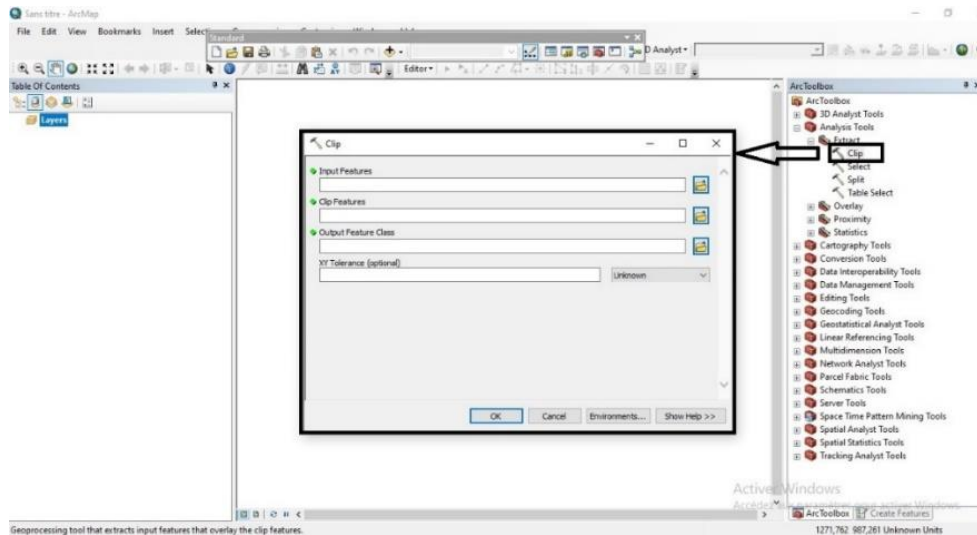 Sans titre - ArcMap
File Edit View Bookmarks Insert
Standard
D Analyst
Editor
Table Of Contents
Layers
Clip
Input Features
Clip Features
Output Feature Class
XY Tolerance (optional)
Unknown
OK Cancel Environments... Show Help >>
ArcToolbox
ArcToolbox
3D Analyst Tools
Analysis Tools
Extract
Clip
Select
Split
Table Select
Overlay
Proximity
Statistics
Cartography Tools
Conversion Tools
Data Interoperability Tools
Data Management Tools
Editing Tools
Geocoding Tools
Geostatistical Analyst Tools
Linear Referencing Tools
Multidimension Tools
Network Analyst Tools
Parcel Fabric Tools
Schematics Tools
Server Tools
Space Time Pattern Mining Tools
Spatial Analyst Tools
Spatial Statistics Tools
Tracking Analyst Tools
Activer Windows
ArcToolbox Create Features
Geoprocessing tool that extracts input features that overlay the clip features.
1271,762 987,261 Unknown Units